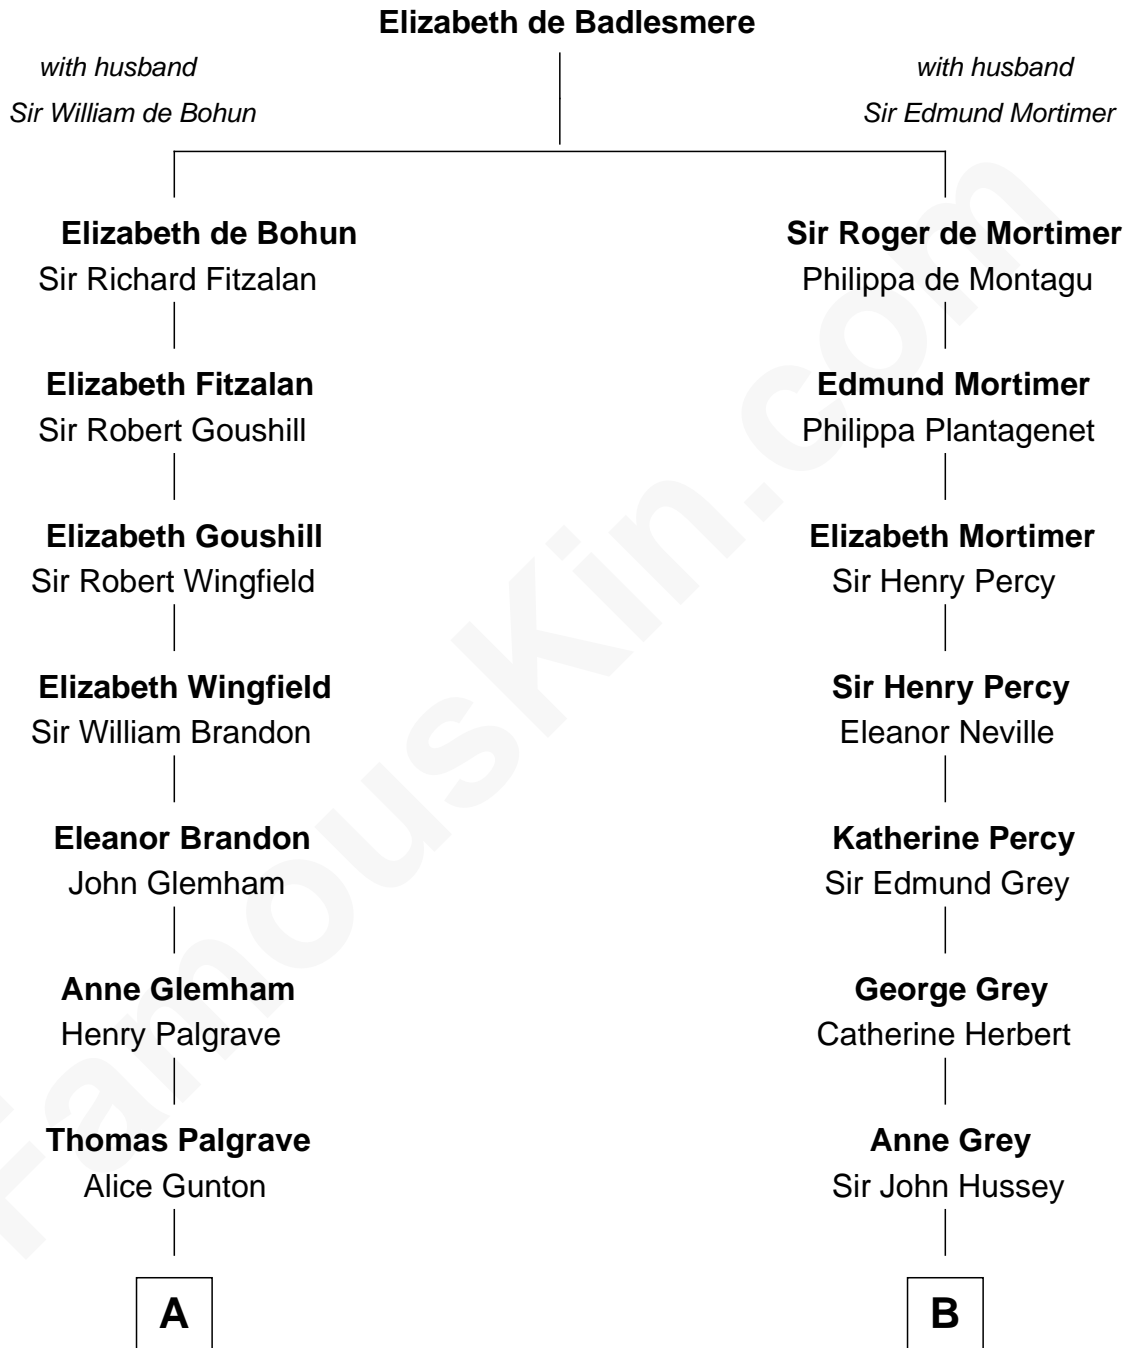 Elizabeth de Badlesmere
with husband
Sir William de Bohun
with husband
Sir Edmund Mortimer
Elizabeth de Bohun
Sir Richard Fitzalan
Sir Roger de Mortimer
Philippa de Montagu
Elizabeth Fitzalan
Sir Robert Goushill
Edmund Mortimer
Philippa Plantagenet
Elizabeth Goushill
Sir Robert Wingfield
Elizabeth Mortimer
Sir Henry Percy
Elizabeth Wingfield
Sir William Brandon
Sir Henry Percy
Eleanor Neville
Eleanor Brandon
John Glemham
Katherine Percy
Sir Edmund Grey
Anne Glemham
Henry Palgrave
George Grey
Catherine Herbert
Thomas Palgrave
Alice Gunton
Anne Grey
Sir John Hussey
A
B
FamousKin.com